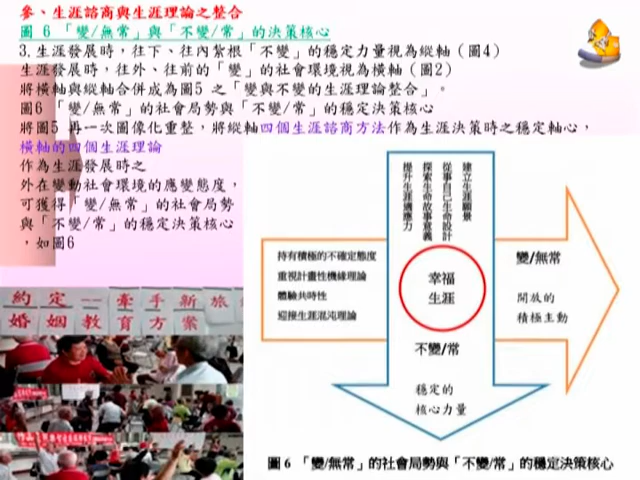 參、生涯諮商與生涯理論之整合
圖 6「變/無常」與「不變/常」的決策核心
3.生涯發展時，往下、往內紮根「不變」的穩定力量視為縱軸（圖4）
生涯發展時，往外、往前的「變」的社會環境視為橫軸（圖2）
將橫軸與縱軸合併成為圖5 之「變與不變的生涯理論整合」。
圖6 「變/無常」的社會局勢與「不變/常」的穩定決策核心
將圖5 再一次圖像化重整，將縱軸四個生涯諮商方法作為生涯決策時之穩定軸心，
橫軸的四個生涯理論
作為生涯發展時之
外在變動社會環境的應變態度，
可獲得「變/無常」的社會局勢
與「不變/常」的穩定決策核心
，如圖6
建立生涯願景
從事自己生命設計
探索生命故事意義
提升生涯適應力
持有積極的不確定態度
重視計畫性機緣理論
體驗共時性
迎接生涯混沌理論
幸福
生涯
變/無常
開放的
積極主動
不變/常
穩定的
核心力量
圖 6 「變/無常」的社會局勢與「不變/常」的穩定決策核心
約定一牽手新旅
婚姻教育方案